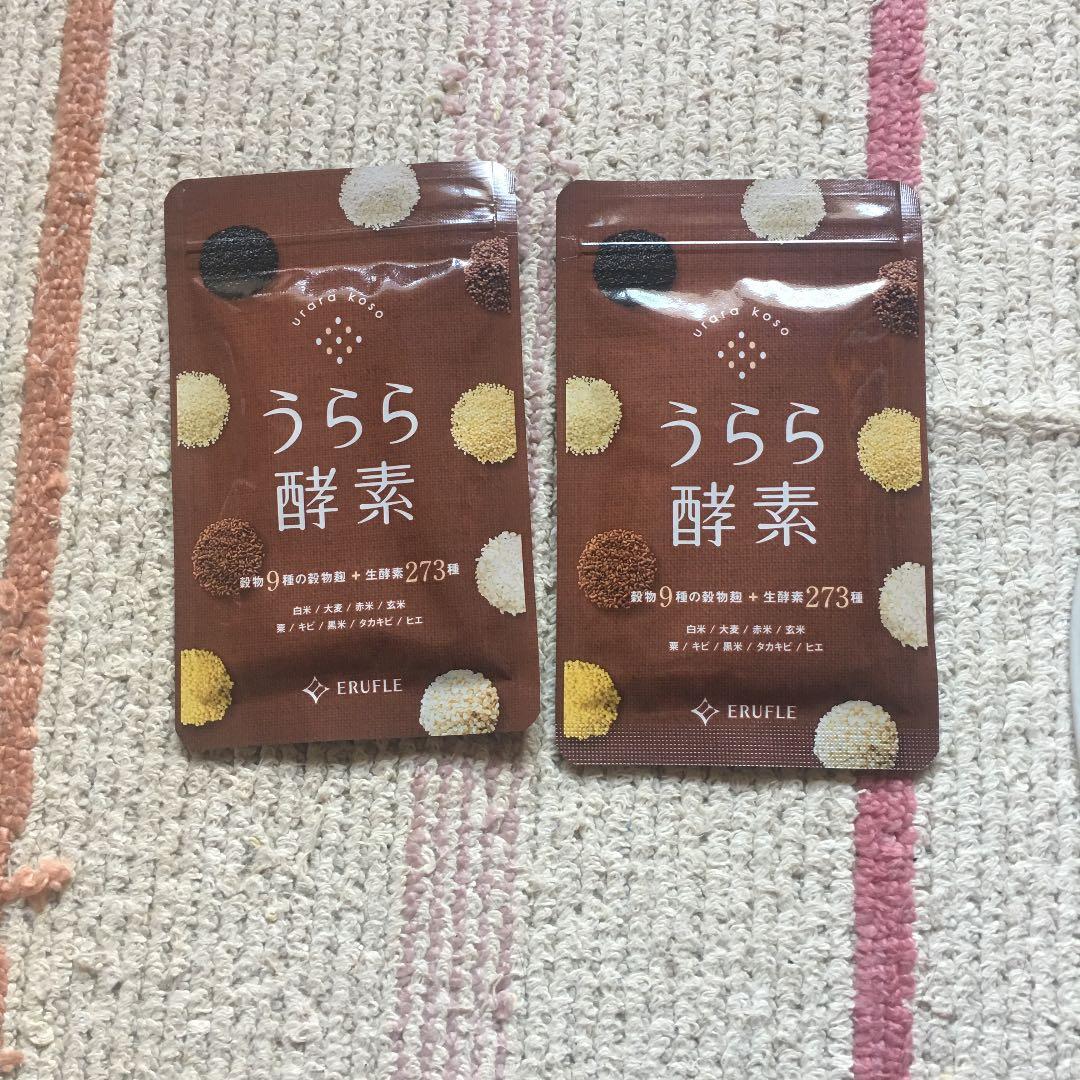 urara koso
うらら
酵素
穀物9種の穀物麹+生酵素273種
白米/大麦/赤米/玄米
粟/キビ/黒米/タカキビ/ヒエ
ERUFLE
urara koso
うらら
酵素
穀物9種の穀物麹+生酵素273種
白米/大麦/赤米/玄米
粟/キビ/黒米/タカキビ/ヒエ
ERUFLE